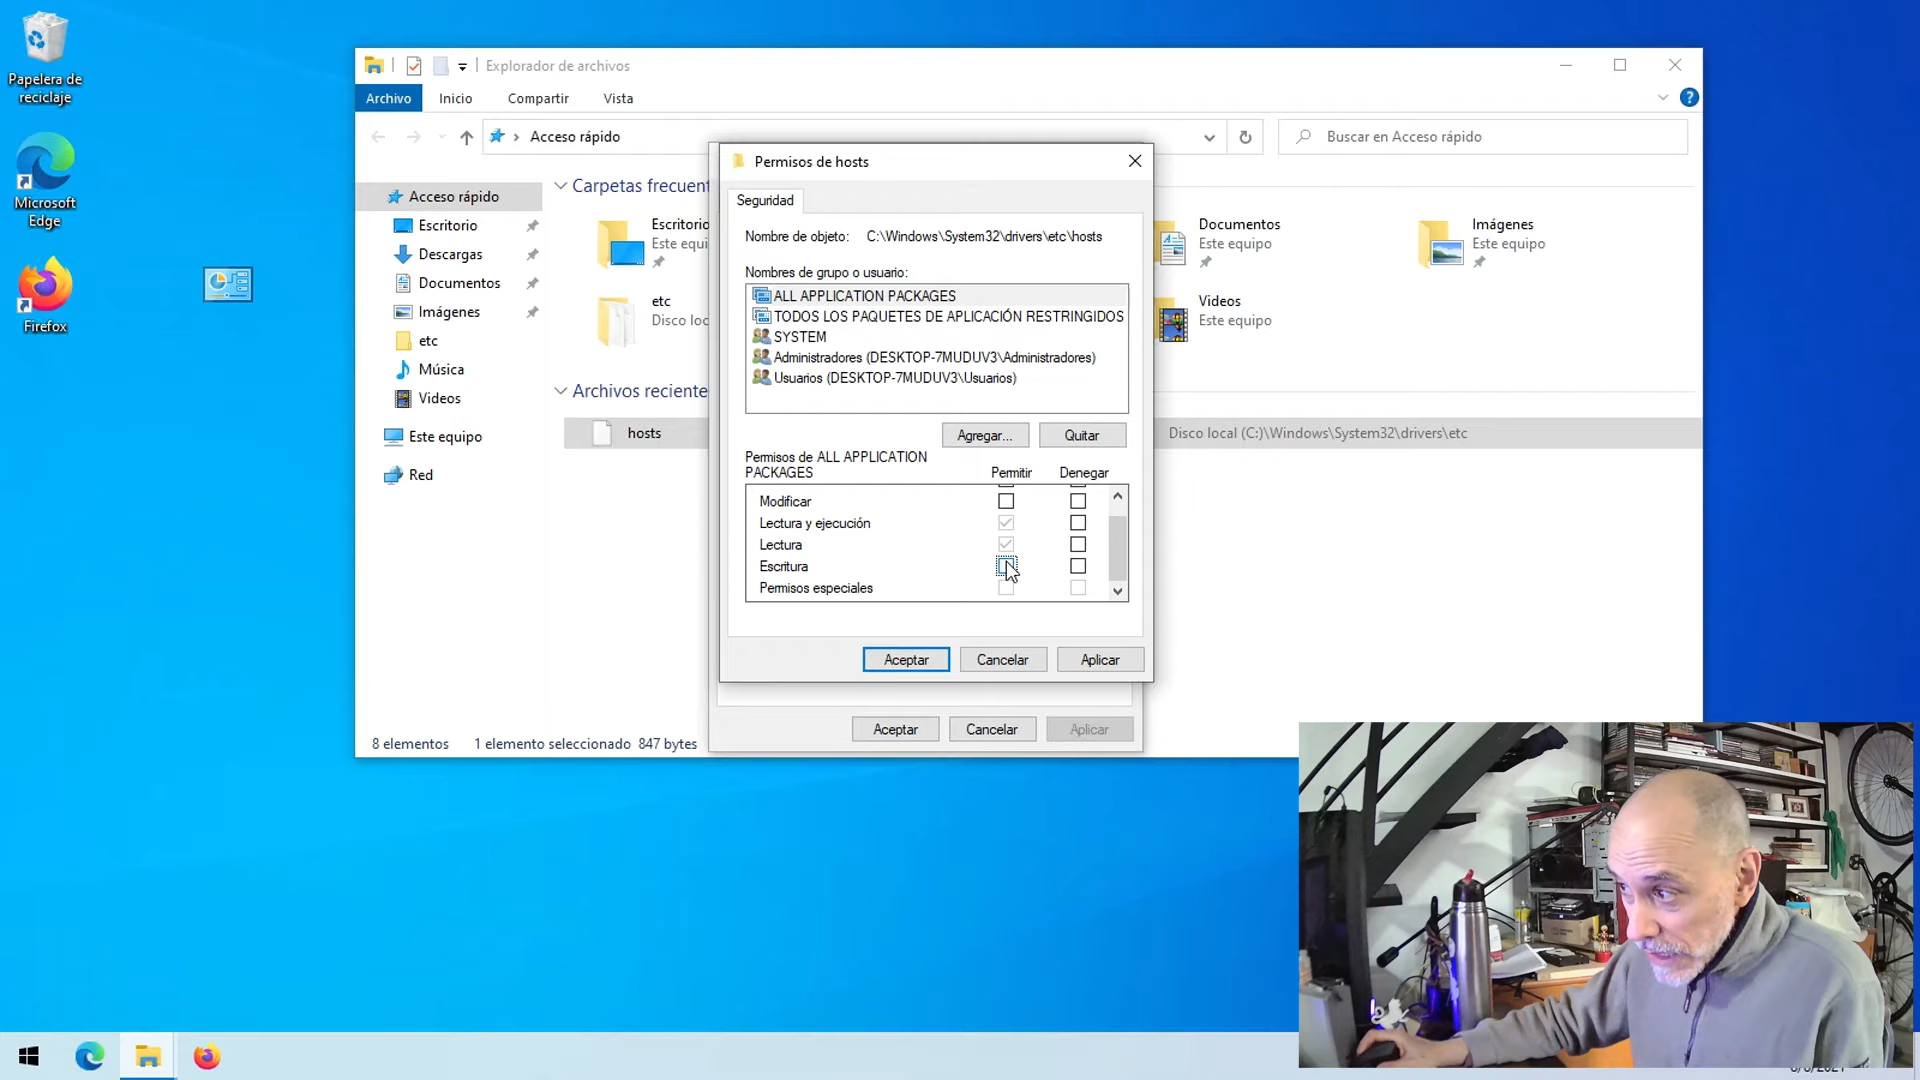 Papelera de
reciclaje
Microsoft
Edge
Firefox
Explorador de archivos
Archivo
Inicio
Compartir
Vista
Acceso rápido
Buscar en Acceso rápido
Acceso rápido
Escritorio
Descargas
Documentos
Imágenes
etc
Música
Videos
Este equipo
Red
Carpetas frecuent
Escritorio
Este equi
etc
Disco loc
Documentos
Este equipo
Imágenes
Este equipo
Videos
Este equipo
Archivos reciente
hosts
Disco local (C:)\Windows\System32\drivers\etc
Permisos de hosts
Seguridad
Nombre de objeto: C:\Windows\System32\drivers\etc\hosts
Nombres de grupo o usuario:
ALL APPLICATION PACKAGES
TODOS LOS PAQUETES DE APLICACIÓN RESTRINGIDOS
SYSTEM
Administradores (DESKTOP-7MUDUV3\Administradores)
Usuarios (DESKTOP-7MUDUV3\Usuarios)
Agregar...
Quitar
Permisos de ALL APPLICATION
PACKAGES
Permitir
Denegar
Modificar
Lectura y ejecución
Lectura
Escritura
Permisos especiales
Aceptar
Cancelar
Aplicar
Aceptar
Cancelar
Aplicar
8 elementos
1 elemento seleccionado 847 bytes